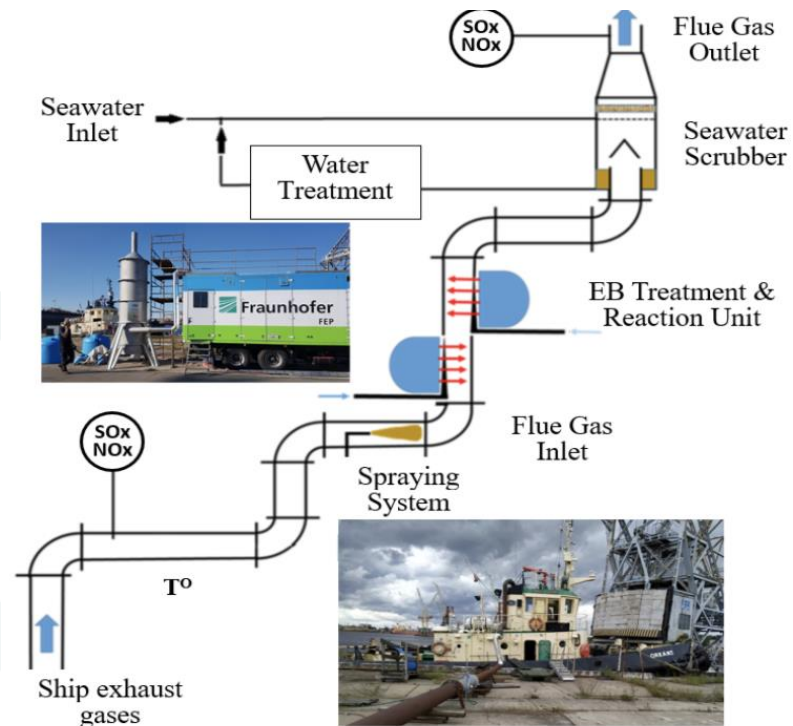 SOx
NOx
Flue Gas
Outlet
Seawater
Inlet
Seawater
Scrubber
Water
Treatment
Fraunhofer
FEP
EB Treatment &
Reaction Unit
SOx
NOx
Flue Gas
Inlet
Spraying
System
Tᴼ
ORKANS
Ship exhaust
gases